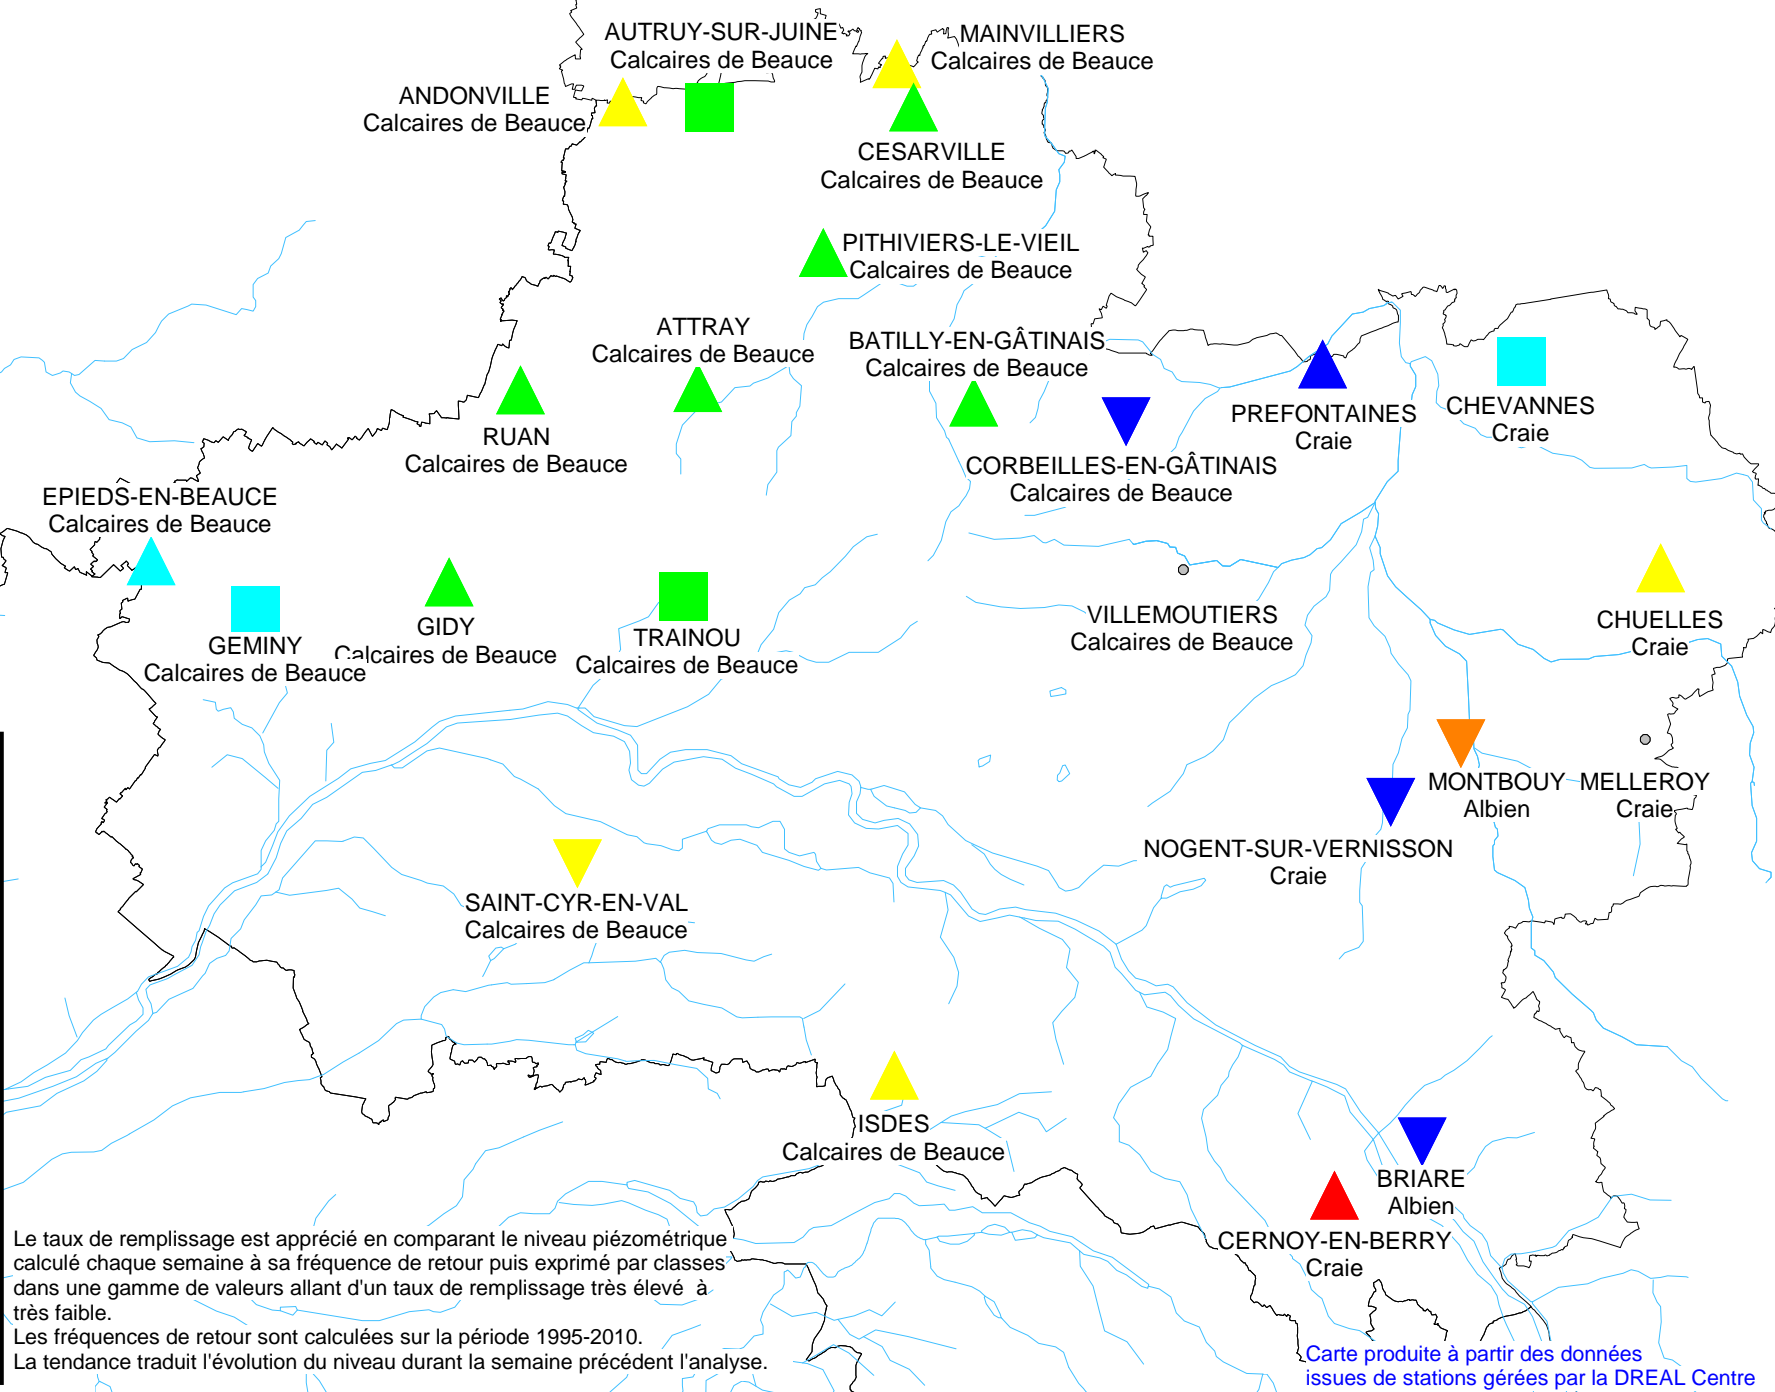 AUTRUY-SUR-JUINE
Calcaires de Beauce
MAINVILLIERS
Calcaires de Beauce
ANDONVILLE
Calcaires de Beauce
CESARVILLE
Calcaires de Beauce
PITHIVIERS-LE-VIEIL
Calcaires de Beauce
ATTRAY
Calcaires de Beauce
BATILLY-EN-GÂTINAIS
Calcaires de Beauce
PREFONTAINES
Craie
CHEVANNES
Craie
RUAN
Calcaires de Beauce
CORBEILLES-EN-GÂTINAIS
Calcaires de Beauce
EPIEDS-EN-BEAUCE
Calcaires de Beauce
GEMINY
Calcaires de Beauce
GIDY
Calcaires de Beauce
TRAINOU
Calcaires de Beauce
VILLEMOUTIERS
Calcaires de Beauce
CHUELLES
Craie
MONTBOUY
Albien
MELLEROY
Craie
NOGENT-SUR-VERNISSON
Craie
SAINT-CYR-EN-VAL
Calcaires de Beauce
ISDES
Calcaires de Beauce
BRIARE
Albien
CERNOY-EN-BERRY
Craie
Le taux de remplissage est apprécié en comparant le niveau piézométrique
calculé chaque semaine à sa fréquence de retour puis exprimé par classes
dans une gamme de valeurs allant d'un taux de remplissage très élevé à
très faible.
Les fréquences de retour sont calculées sur la période 1995-2010.
La tendance traduit l'évolution du niveau durant la semaine précédent l'analyse.
Carte produite à partir des données
issues de stations gérées par la DREAL Centre